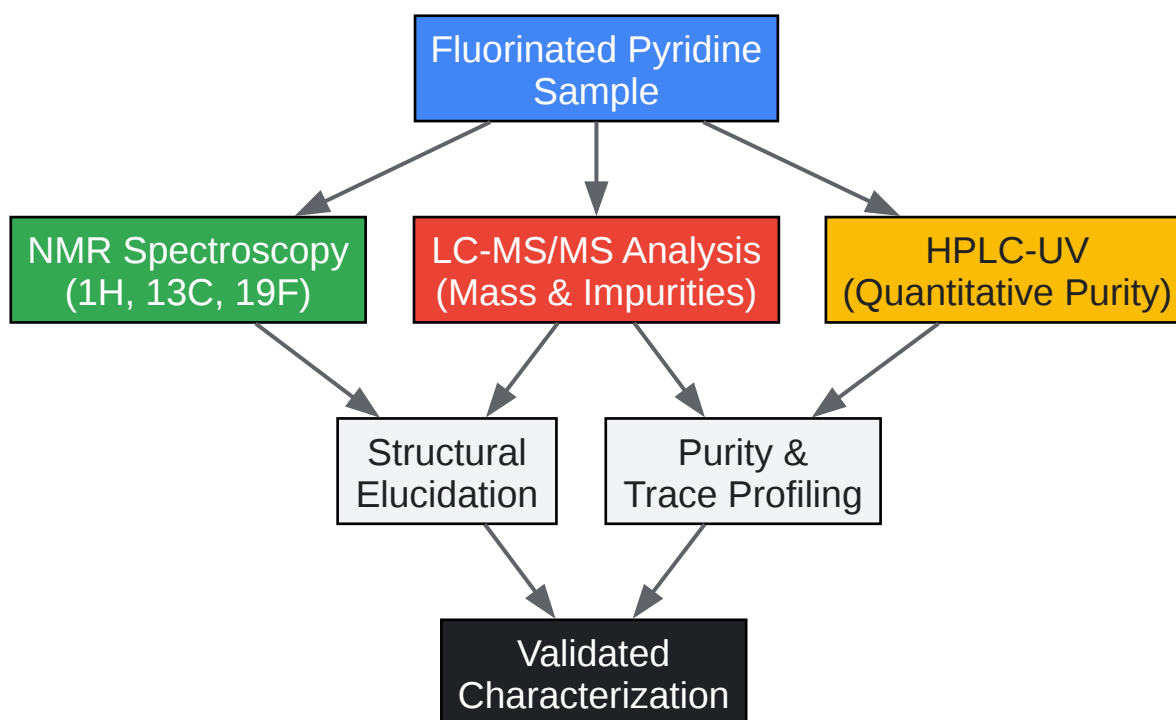 Fluorinated Pyridine
Sample
NMR Spectroscopy
(1H, 13C, 19F)
LC-MS/MS Analysis
(Mass & Impurities)
HPLC-UV
(Quantitative Purity)
Structural
Elucidation
Purity &
Trace Profiling
Validated
Characterization